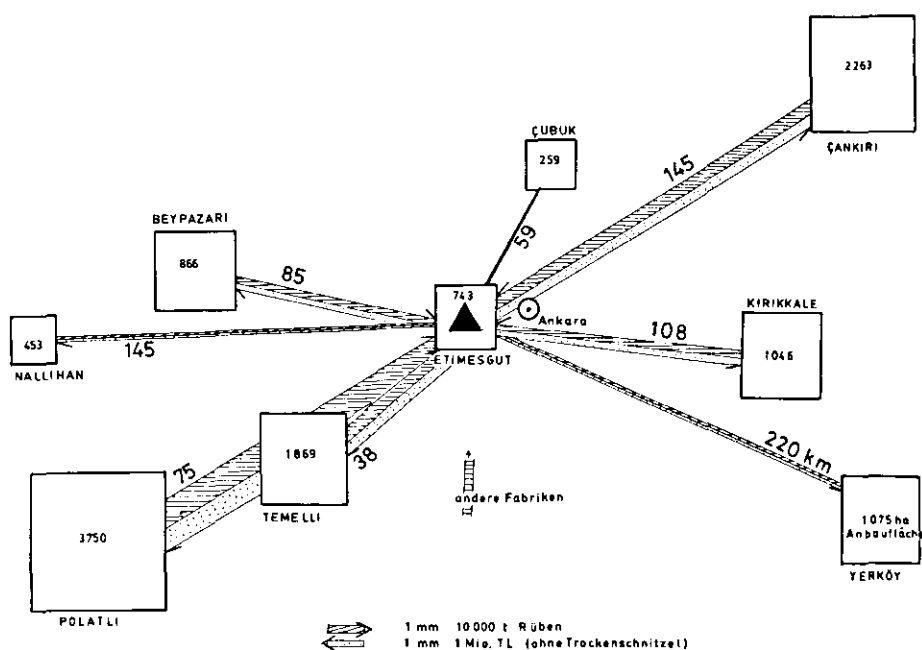 2263
ÇANKIRI
ÇUBUK
259
145
59
BEYPAZARI
866
85
743
Ankara
ETİMESGUT
KIRIKKALE
108
1046
453
NALLIHAN
145
1869
38
TEMELLI
75
3750
POLATLI
220 km
andere Fabriken
1075 ha
Anbaufläche
YERKÖY
1 mm 10 000 t Rüben
1 mm 1 Mio. TL (ohne Trockenschnitzel)